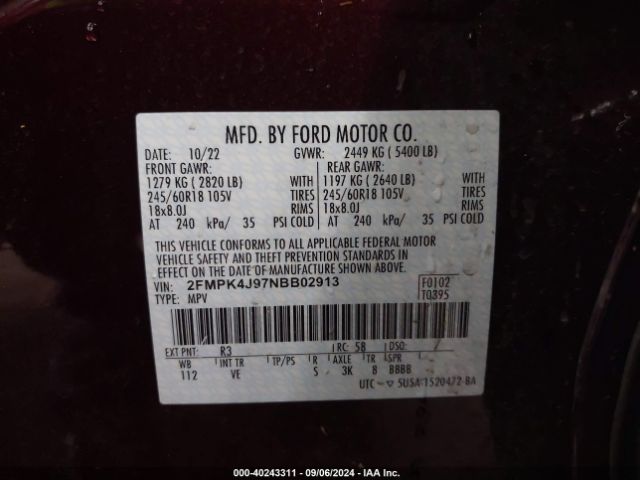 MFD. BY FORD MOTOR CO.
DATE: 10/22 GVWR: 2449 KG ( 5400 LB)
FRONT GAWR: REAR GAWR:
1279 KG ( 2820 LB) WITH 1197 KG ( 2640 LB) WITH
245/60R18 105V TIRES 245/60R18 105V TIRES
18x8.0J RIMS 18x8.0J RIMS
AT 240 kPa/ 35 PSI COLD AT 240 kPa/ 35 PSI COLD
THIS VEHICLE CONFORMS TO ALL APPLICABLE FEDERAL MOTOR
VEHICLE SAFETY AND THEFT PREVENTION STANDARDS IN
EFFECT ON THE DATE OF MANUFACTURE SHOWN ABOVE.
VIN: 2FMPK4J97NBB02913 F0102
TYPE: MPV T0395
EXT PNT: R3 RC: 58 DSO:
WB INT TR TP/PS R AXLE TR SPR
112 VE S 3K 8 BBBB
UTC 5U5A-1520472-BA
000-40243311 - 09/06/2024 - IAA Inc.